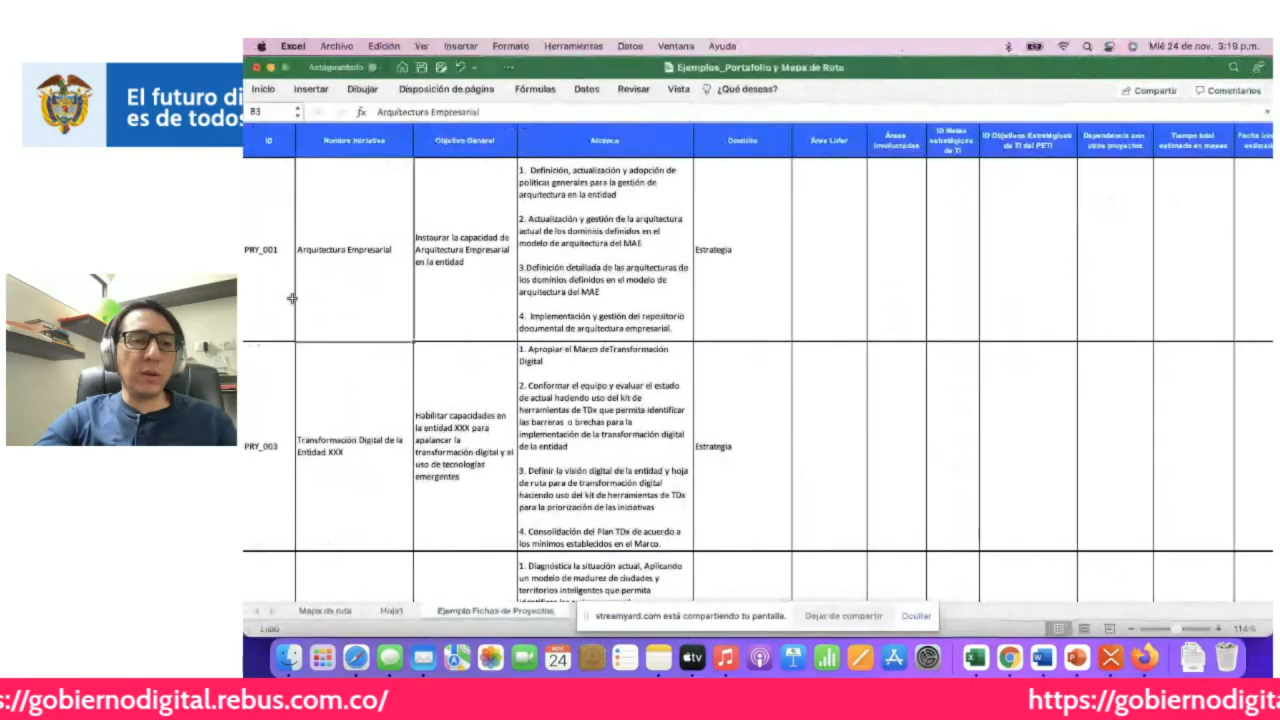 Excel Archivo Edición Ver Insertar Formato Herramientas Datos Ventana Ayuda
Mié 24 de nov. 3:19 p.m.
Autoguardado
Ejemplos_Portafolio y Mapa de Ruta
El futuro di
es de todos
Inicio Insertar Dibujar Disposición de página Fórmulas Datos Revisar Vista ¿Qué deseas?
Compartir Comentarios
B3 fx Arquitectura Empresarial
ID
Nombre Iniciativa
Objetivo General
Alcance
Dominio
Área Líder
Áreas
involucradas
ID Metas
estratégicas
de TI
ID Objetivos Estratégicos
de TI del PETI
Dependencia con
otros proyectos
Tiempo total
estimado en meses
PRY_001
Arquitectura Empresarial
Instaurar la capacidad de
Arquitectura Empresarial
en la entidad
1. Definición, actualización y adopción de
políticas generales para la gestión de
arquitectura en la entidad
2. Actualización y gestión de la arquitectura
actual de los dominios definidos en el
modelo de arquitectura del MAE
3.Definición detallada de las arquitecturas de
los dominios definidos en el modelo de
arquitectura del MAE
4. Implementación y gestión del repositorio
documental de arquitectura empresarial.
Estrategia
PRY_003
Transformación Digital de la
Entidad XXX
Habilitar capacidades en
la entidad XXX para
apalancar la
transformación digital y el
uso de tecnologías
emergentes
1. Apropiar el Marco deTransformación
Digital
2. Conformar el equipo y evaluar el estado
de actual haciendo uso del kit de
herramientas de TDx que permita identificar
las barreras o brechas para la
implementación de la transformación digital
de la entidad
3. Definir la visión digital de la entidad y hoja
de ruta para de transformación digital
haciendo uso del kit de herramientas de TDx
para la priorización de las iniciativas
4. Consolidación del Plan TDx de acuerdo a
los mínimos establecidos en el Marco.
Estrategia
1. Diagnóstica la situación actual, Aplicando
un modelo de madurez de ciudades y
territorios inteligentes que permita
Mapa de ruta Hoja1 Ejemplo Fichas de Proyectos
streamyard.com está compartiendo tu pantalla. Dejar de compartir Ocultar
Listo
114%
NOV
24
tv
s://gobiernodigital.rebus.com.co/
https://gobiernodigita